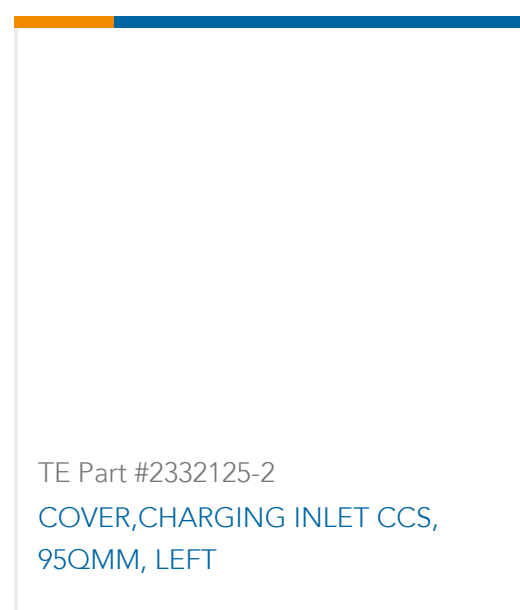 TE Part #2332125-2
COVER,CHARGING INLET CCS,
95QMM, LEFT